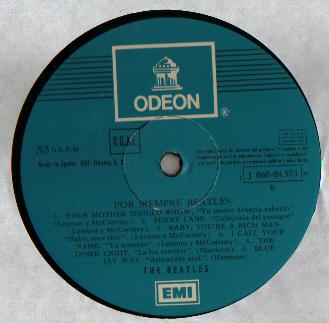 ODEON
®
33⅓ R.P.M
S.G.A.E.
Made in Spain. EMI-Odeon, S. A.
J 060-04.973
B
POR SIEMPRE BEATLES
1. YOUR MOTHER SHOULD KNOW. "Tu madre debería saberlo"
(Lennon y McCartney). 2. PENNY LANE. "Callejuela del penique"
(Lennon y McCartney). 3. BABY, YOU'RE A RICH MAN
"Baby, eres rico". (Lennon y McCartney). 4. I CALL YOUR
NAME. "Tu nombre". (Lennon y McCartney). 5. THE
INNER LIGHT. "La luz interior". (Harrison). 6. BLUE
JAY WAY. "Arrendajo azul". (Harrison)
THE BEATLES
EMI